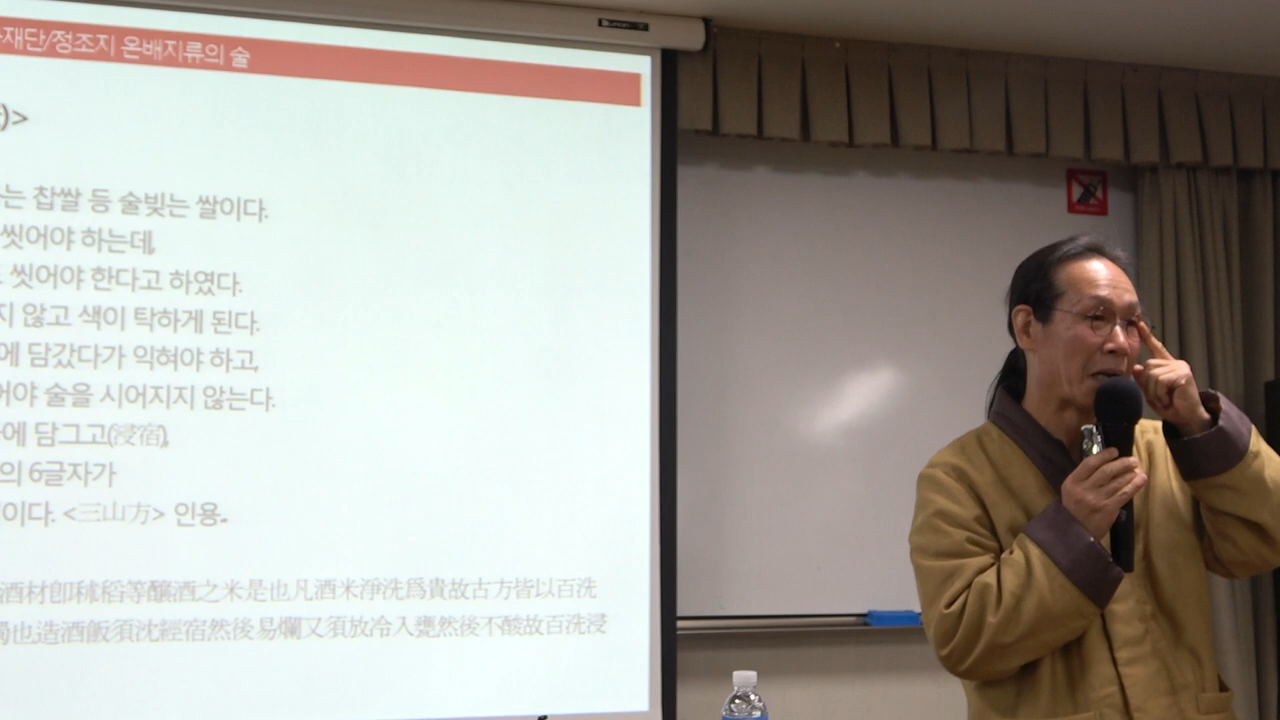 재단/정조지 온배지류의 술
)>
는 찹쌀 등 술빚는 쌀이다.
씻어야 하는데,
씻어야 한다고 하였다.
지 않고 색이 탁하게 된다.
에 담갔다가 익혀야 하고,
어야 술을 시어지지 않는다.
에 담그고(浸宿),
의 6글자가
이다. <三山方> 인용.
酒材卽秫稻等釀酒之米是也凡酒米淨洗爲貴故古方皆以百洗
濁也造酒飯須沈經宿然後易爛又須放冷入甕然後不酸故百洗浸